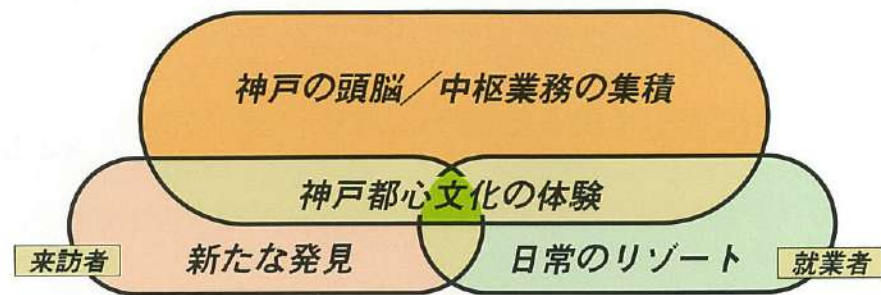 神戸の頭脳／中枢業務の集積
神戸都心文化の体験
来訪者
新たな発見
日常のリゾート
就業者